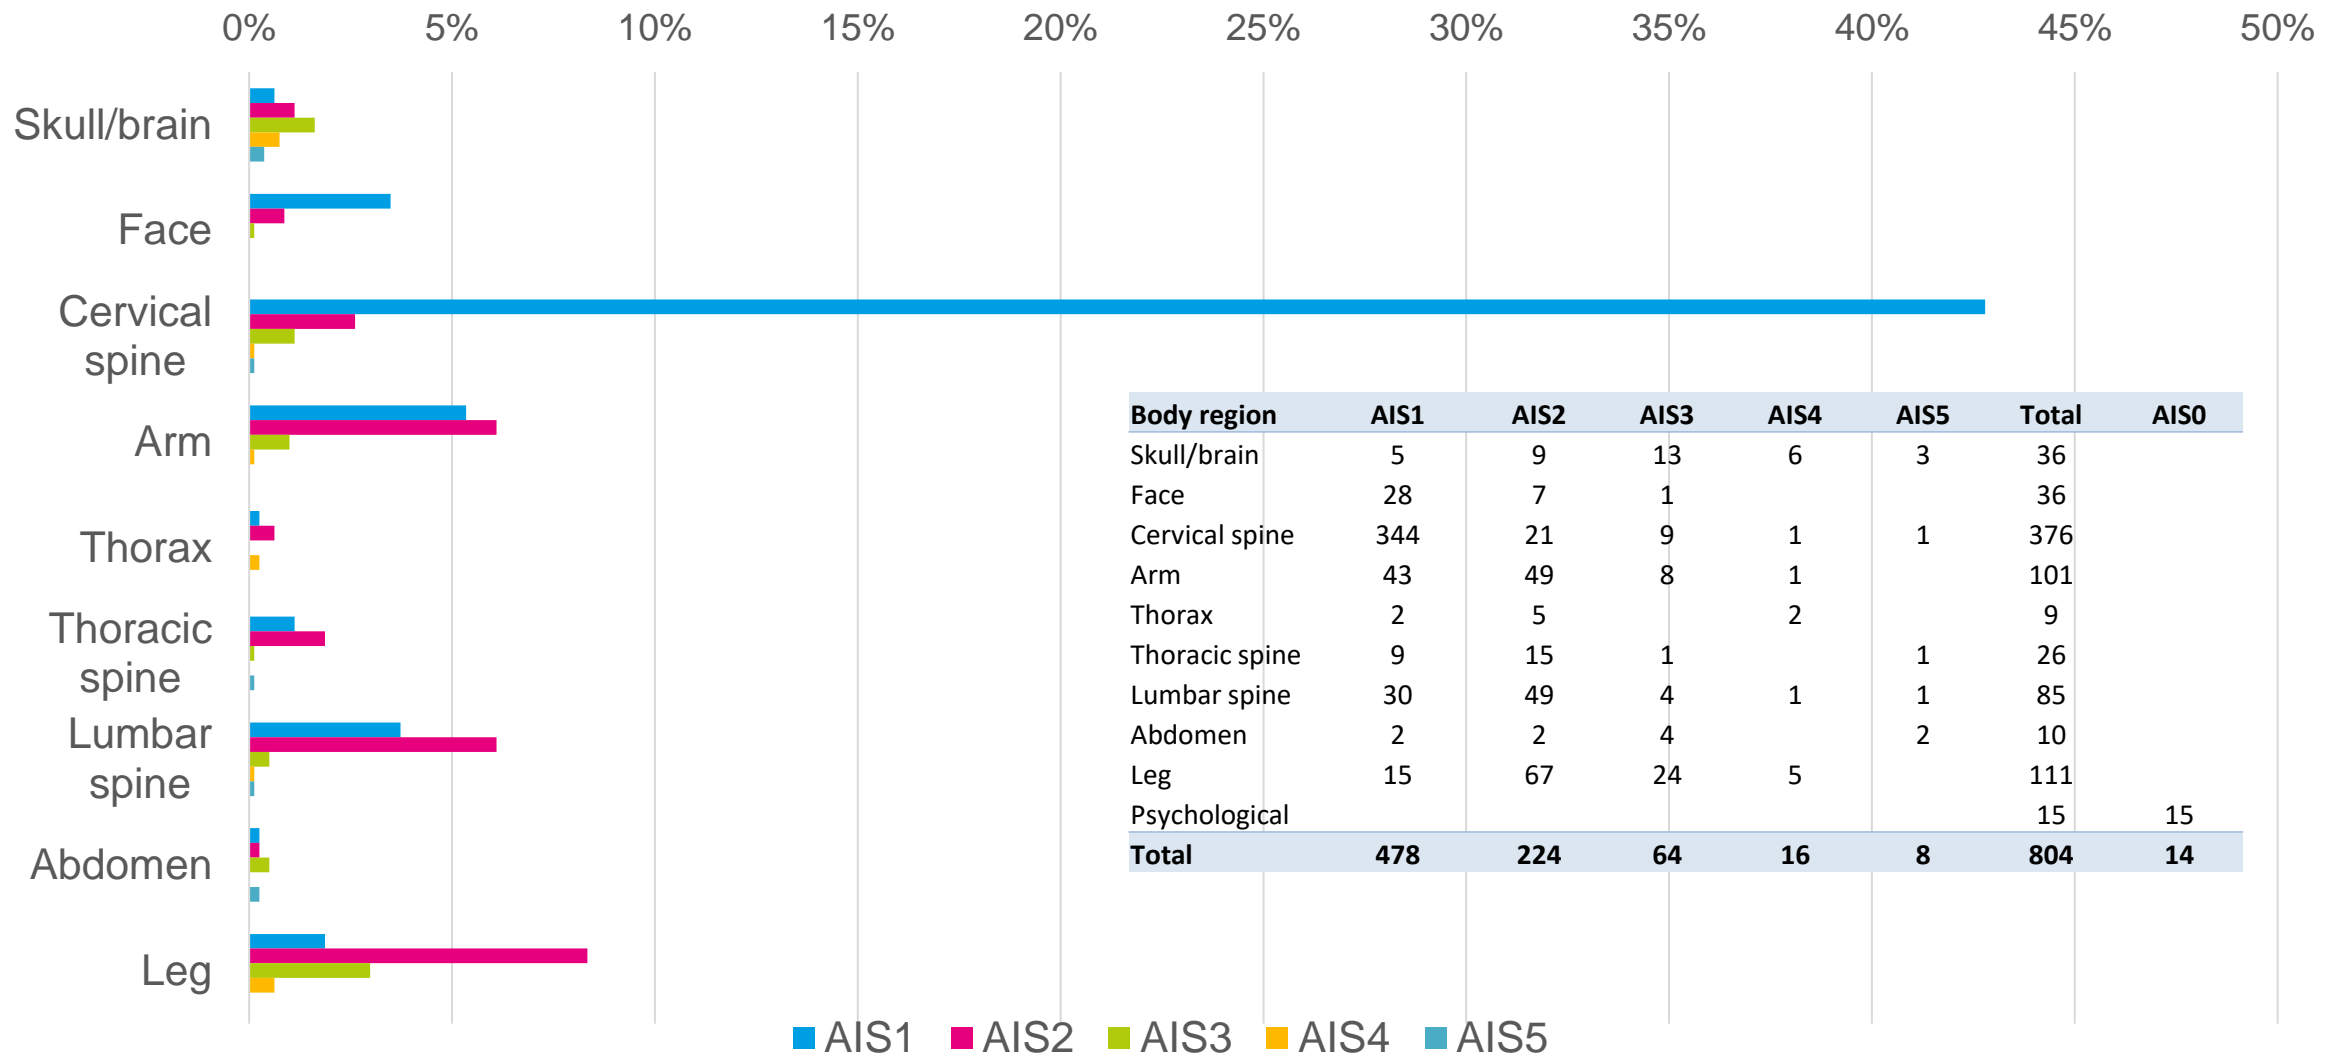 0% 5% 10% 15% 20% 25% 30% 35% 40% 45% 50%
Skull/brain
Face
Cervical
spine
Arm
Thorax
Thoracic
spine
Lumbar
spine
Abdomen
Leg
Body region AIS1 AIS2 AIS3 AIS4 AIS5 Total AIS0
Skull/brain 5 9 13 6 3 36
Face 28 7 1 36
Cervical spine 344 21 9 1 1 376
Arm 43 49 8 1 101
Thorax 2 5 2 9
Thoracic spine 9 15 1 1 26
Lumbar spine 30 49 4 1 1 85
Abdomen 2 2 4 2 10
Leg 15 67 24 5 111
Psychological 15 15
Total 478 224 64 16 8 804 14
AIS1 AIS2 AIS3 AIS4 AIS5